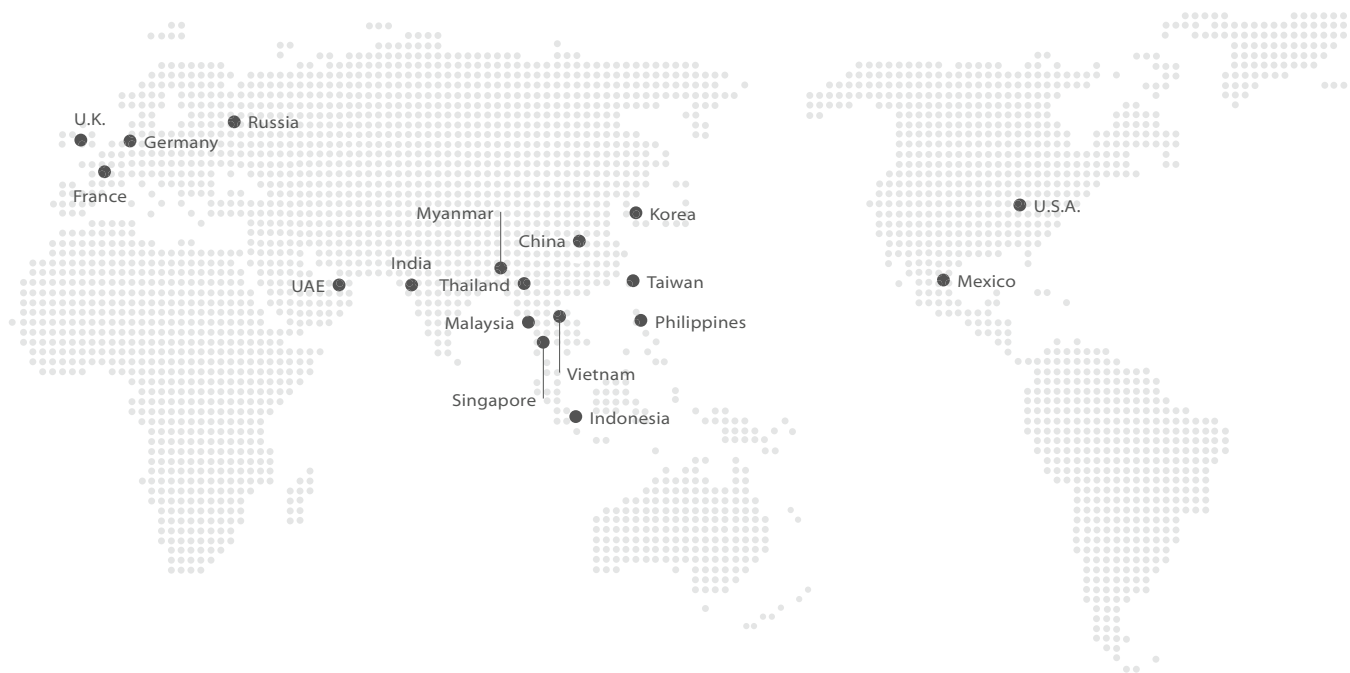 U.K.
Russia
Germany
France
Myanmar
Korea
China
India
UAE
Thailand
Taiwan
Malaysia
Philippines
Vietnam
Singapore
Indonesia
U.S.A.
Mexico